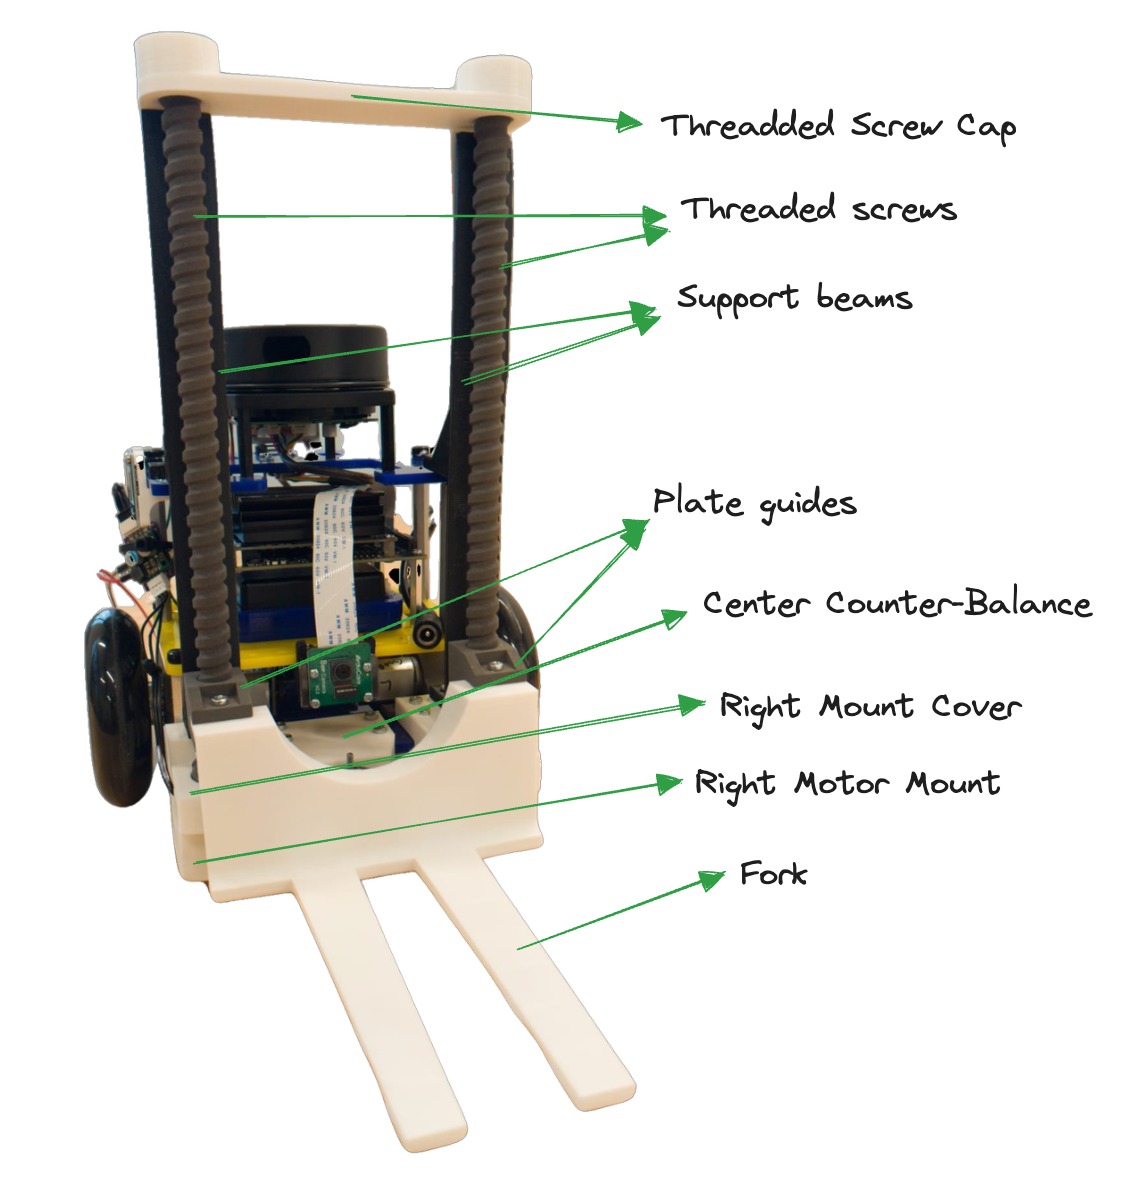 Threadded Screw Cap
Threaded screws
Support beams
Plate guides
Center Counter-Balance
Right Mount Cover
Right Motor Mount
Fork